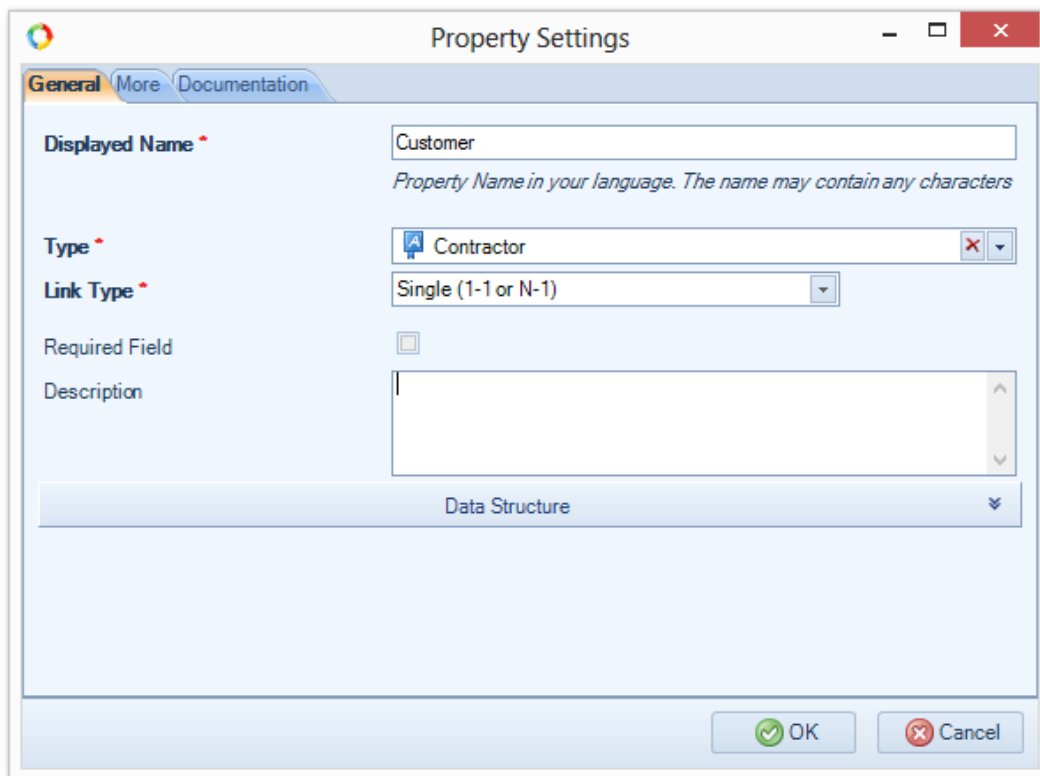 Property Settings
General More Documentation
Displayed Name * Customer
Property Name in your language. The name may contain any characters
Type * Contractor
Link Type * Single (1-1 or N-1)
Required Field
Description
Data Structure
OK Cancel